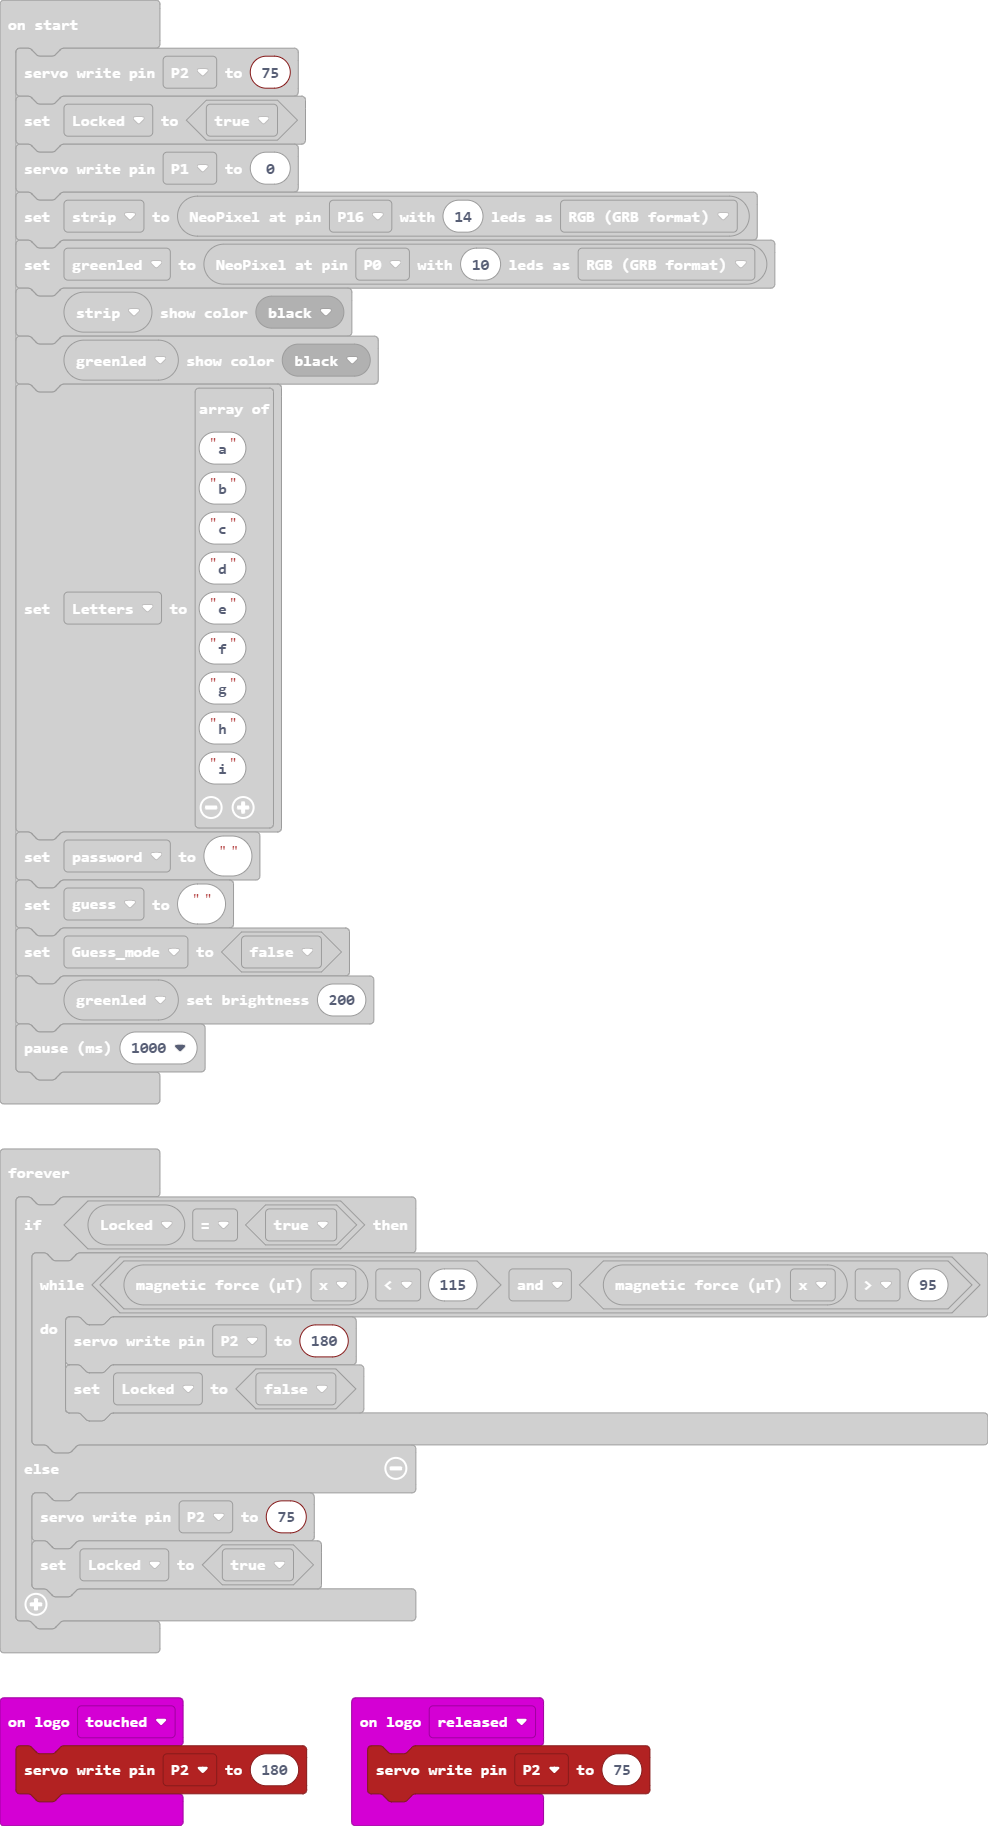 on start
servo write pin P2 to 75
set Locked to true
servo write pin P1 to 0
set strip to NeoPixel at pin P16 with 14 leds as RGB (GRB format)
set greenled to NeoPixel at pin P0 with 10 leds as RGB (GRB format)
strip show color black
greenled show color black
array of
"a"
"b"
"c"
"d"
set Letters to "e"
"f"
"g"
"h"
"i"
set password to " "
set guess to " "
set Guess_mode to false
greenled set brightness 200
pause (ms) 1000
forever
if Locked = true then
while magnetic force (µT) x < 115 and magnetic force (µT) x > 95
do
servo write pin P2 to 180
set Locked to false
else
servo write pin P2 to 75
set Locked to true
on logo touched
servo write pin P2 to 180
on logo released
servo write pin P2 to 75